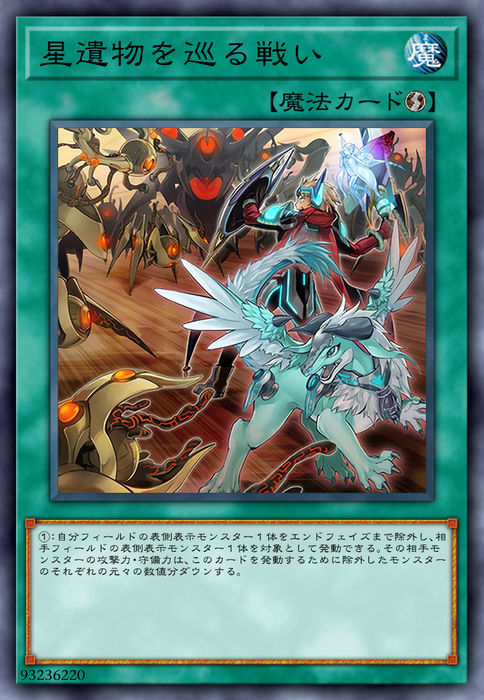 星遺物を巡る戦い
魔
【魔法カード】
①：自分フィールドの表側表示モンスター１体をエンドフェイズまで除外し、相
手フィールドの表側表示モンスター１体を対象として発動できる。その相手モ
ンスターの攻撃力・守備力は、このカードを発動するために除外したモンスター
のそれぞれの元々の数値分ダウンする。
93236220